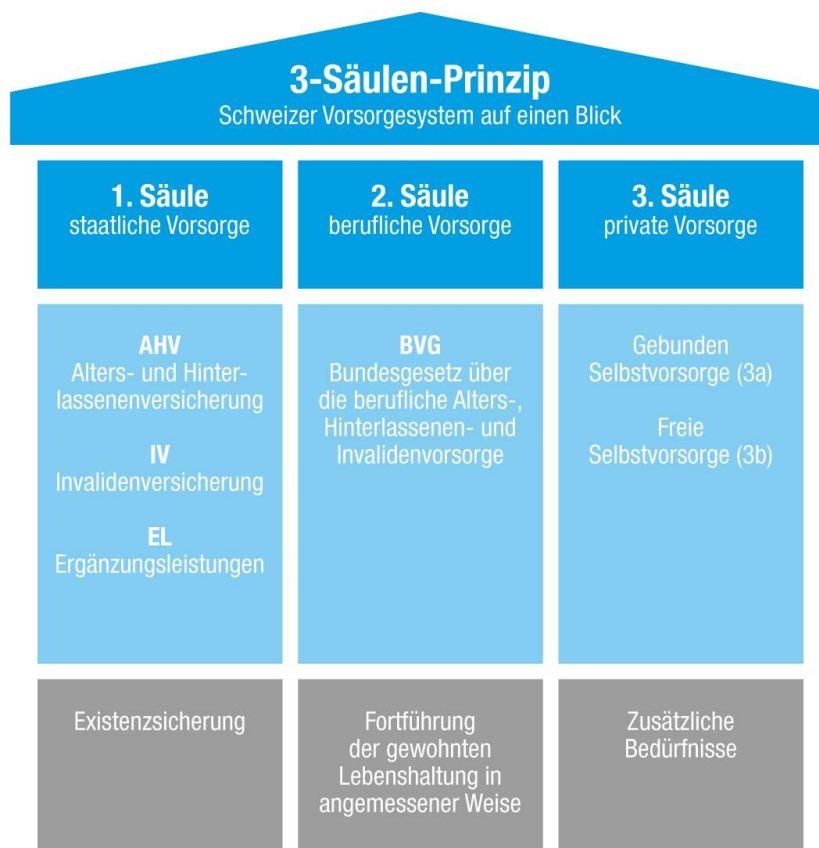 3-Säulen-Prinzip
Schweizer Vorsorgesystem auf einen Blick
1. Säule
staatliche Vorsorge
2. Säule
berufliche Vorsorge
3. Säule
private Vorsorge
AHV
Alters- und Hinter-
lassenenversicherung
IV
Invalidenversicherung
EL
Ergänzungsleistungen
BVG
Bundesgesetz über
die berufliche Alters-,
Hinterlassenen- und
Invalidenvorsorge
Gebunden
Selbstvorsorge (3a)
Freie
Selbstvorsorge (3b)
Existenzsicherung
Fortführung
der gewohnten
Lebenshaltung in
angemessener Weise
Zusätzliche
Bedürfnisse